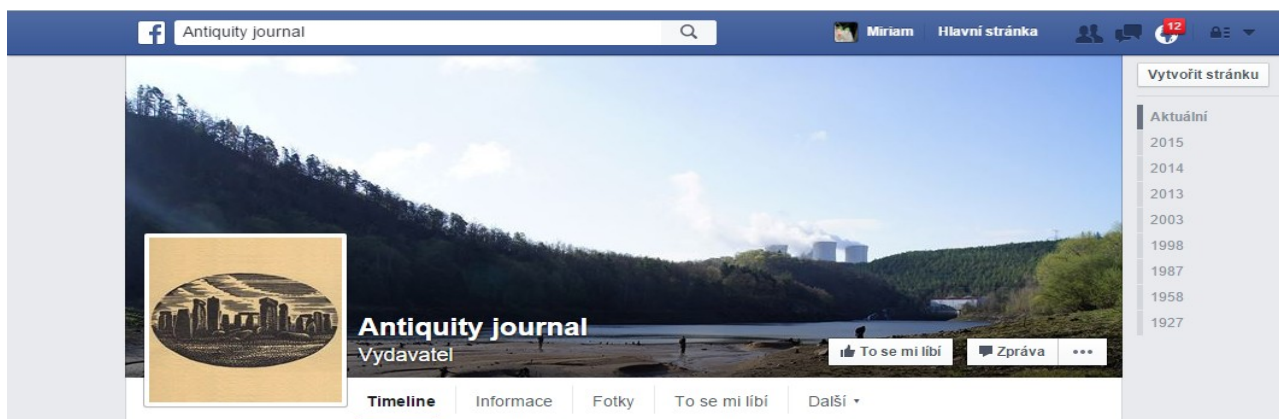 Antiquity journal
Miriam
Hlavní stránka
12
Vytvořit stránku
Aktuální
2015
2014
2013
2003
1998
1987
1958
1927
Antiquity journal
Vydavatel
To se mi líbí
Zpráva
Timeline
Informace
Fotky
To se mi líbí
Další